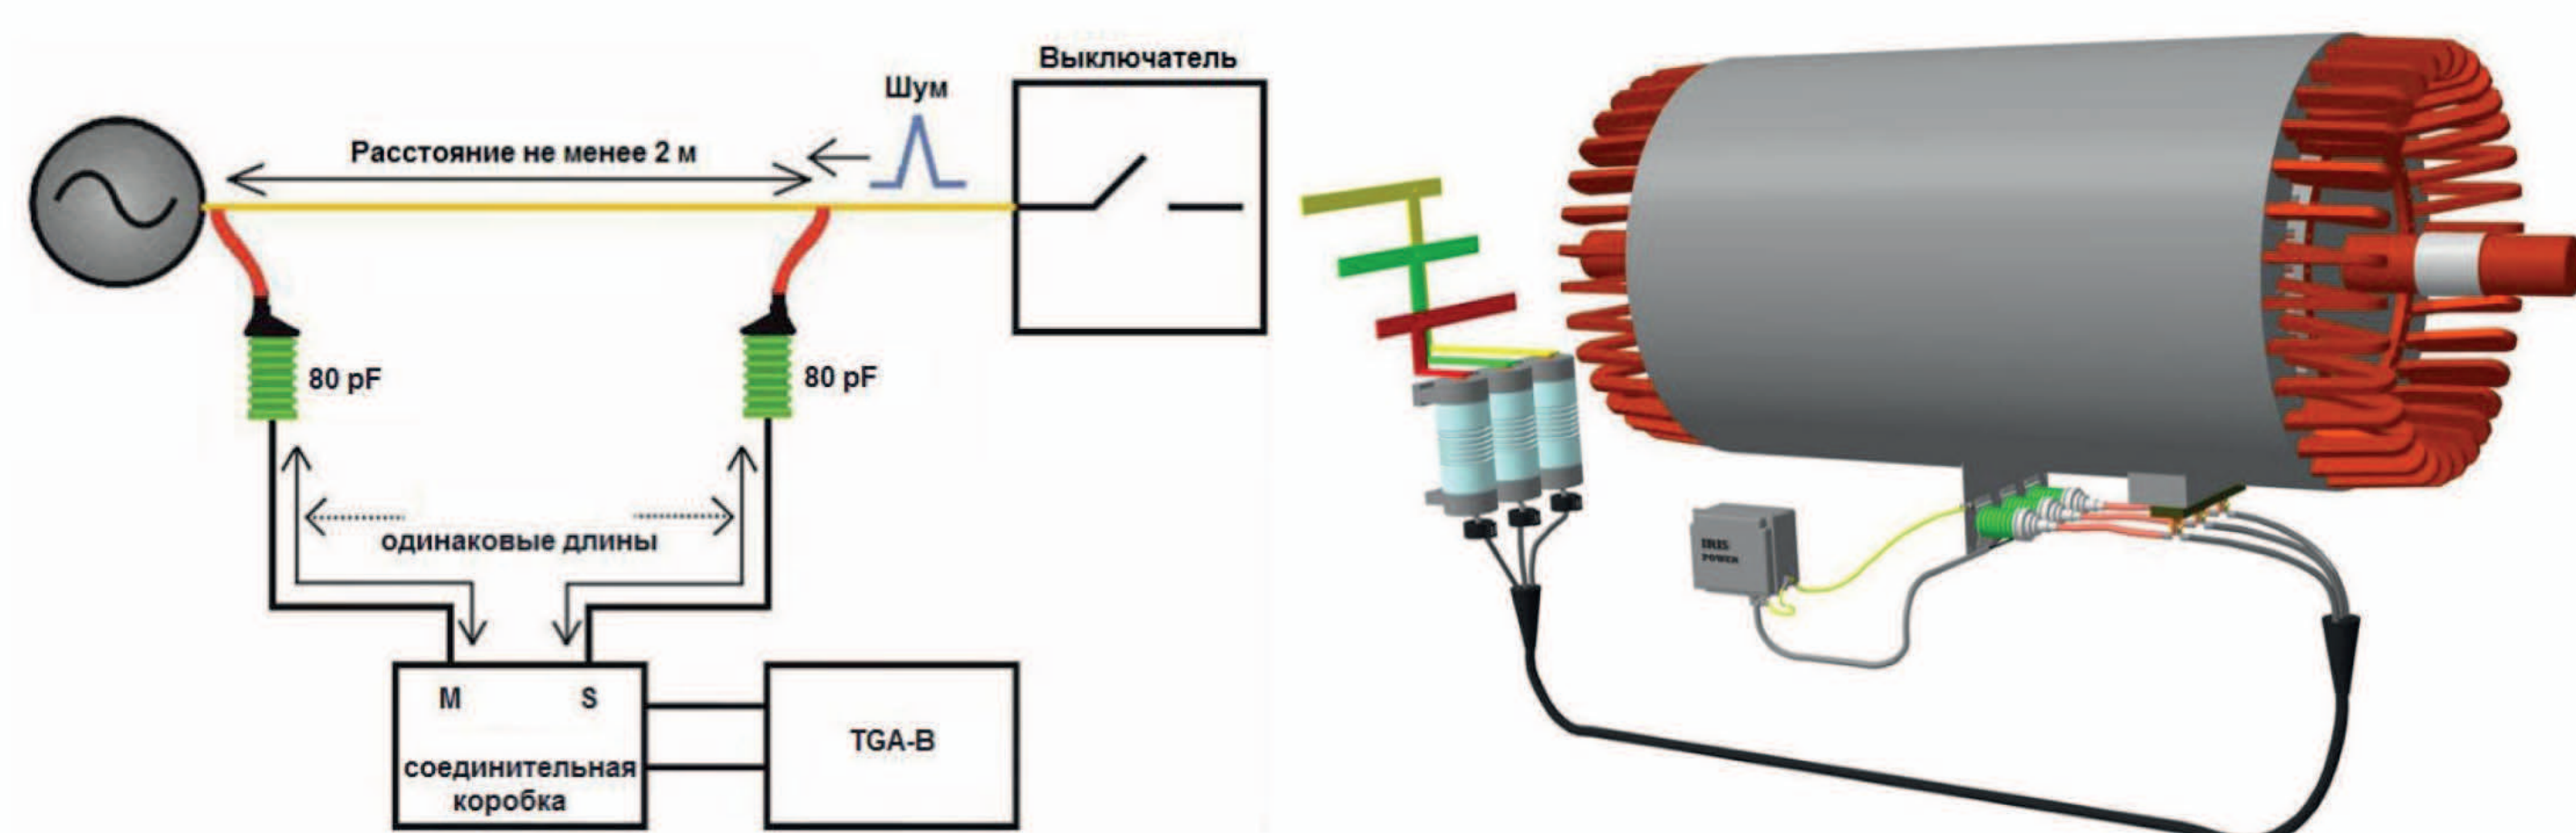 Выключатель
Шум
Расстояние не менее 2 м
80 pF
80 pF
одинаковые длины
M
S
соединительная
коробка
TGA-B
IRIS
POWER